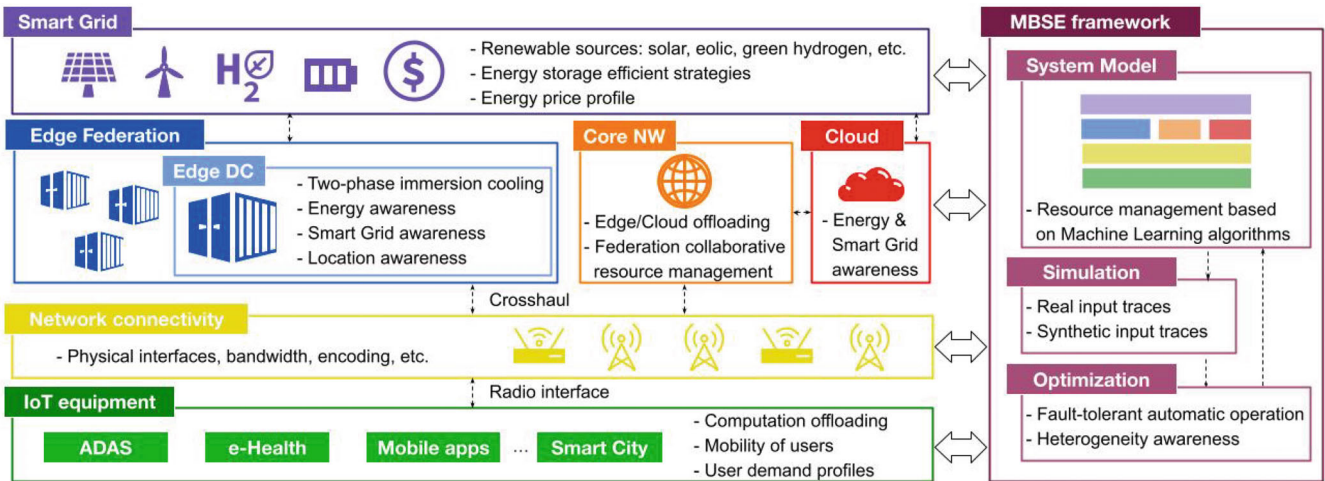 Smart Grid
H2
$
- Renewable sources: solar, eolic, green hydrogen, etc.
- Energy storage efficient strategies
- Energy price profile
Edge Federation
Edge DC
- Two-phase immersion cooling
- Energy awareness
- Smart Grid awareness
- Location awareness
Core NW
- Edge/Cloud offloading
- Federation collaborative
resource management
Cloud
- Energy &
Smart Grid
awareness
Crosshaul
Network connectivity
- Physical interfaces, bandwidth, encoding, etc.
Radio interface
IoT equipment
ADAS
e-Health
Mobile apps
...
Smart City
- Computation offloading
- Mobility of users
- User demand profiles
MBSE framework
System Model
- Resource management based
on Machine Learning algorithms
Simulation
- Real input traces
- Synthetic input traces
Optimization
- Fault-tolerant automatic operation
- Heterogeneity awareness